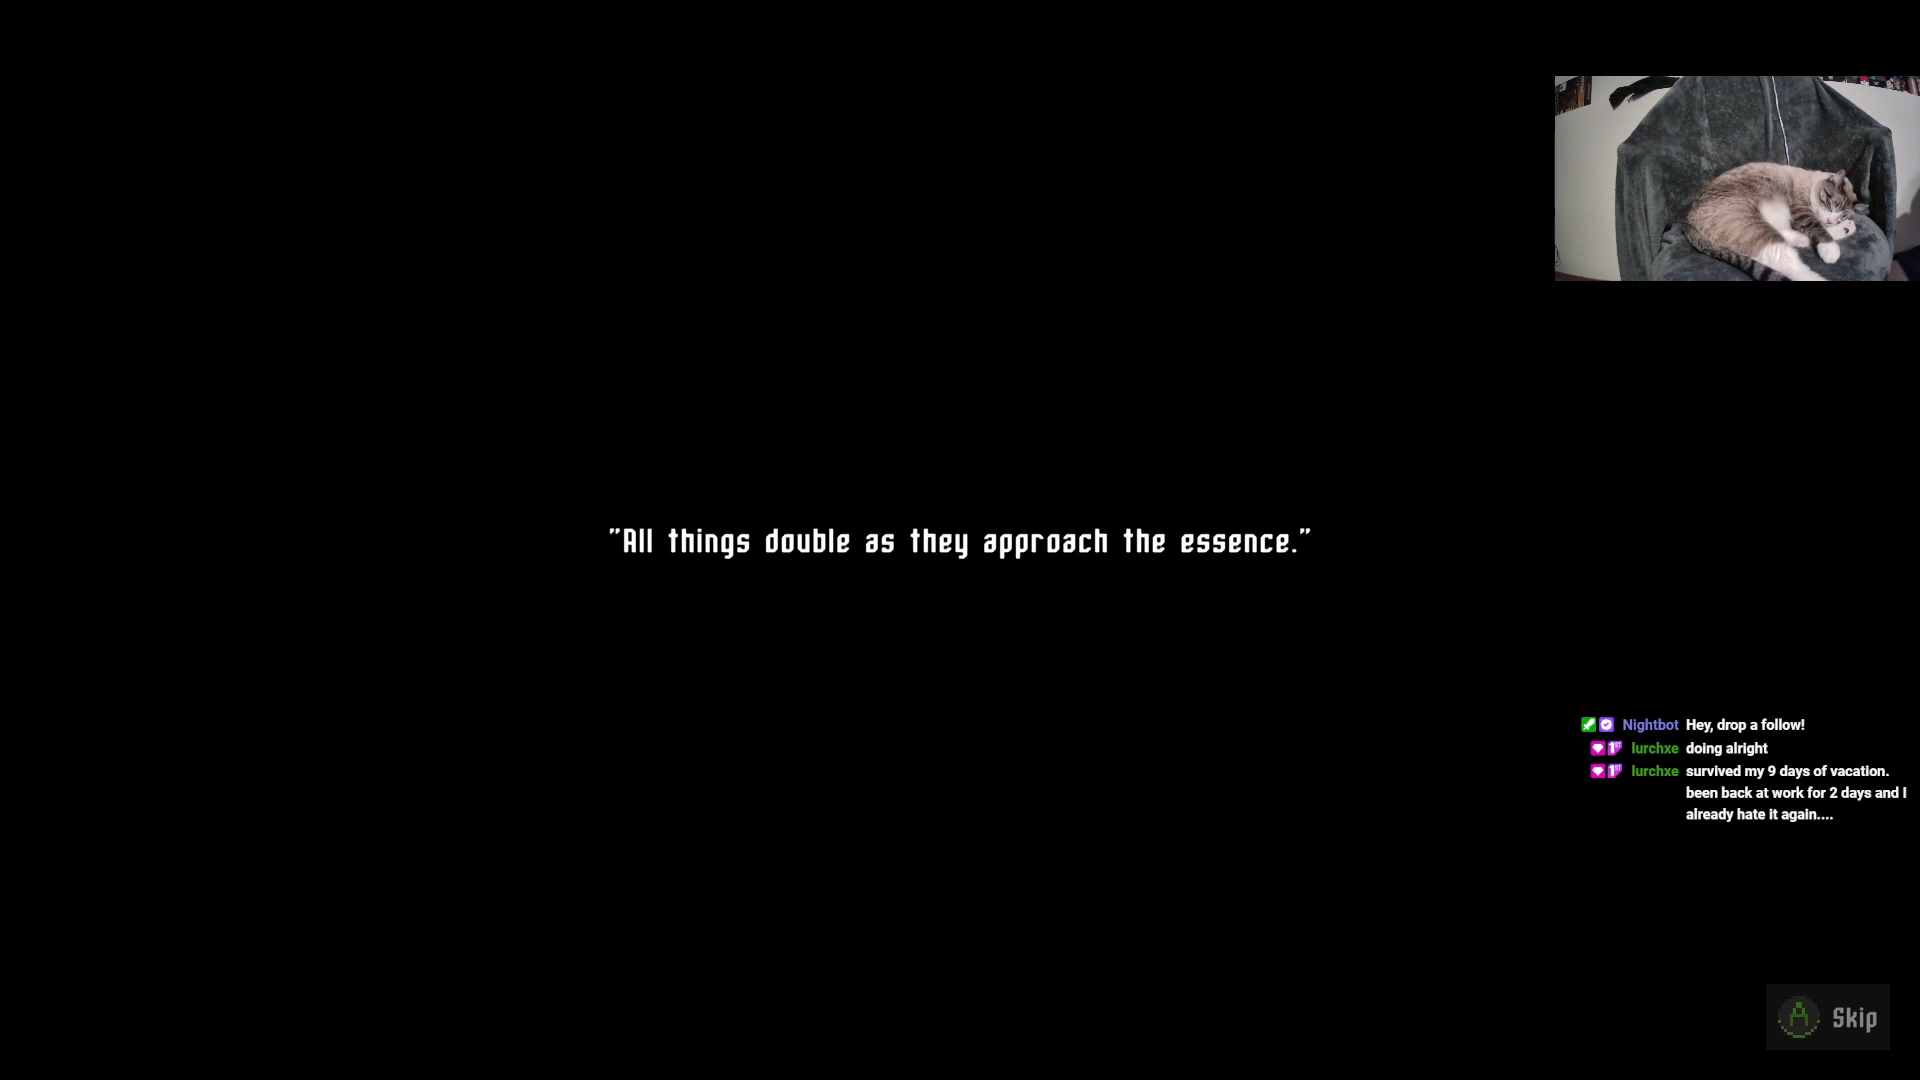 "All things double as they approach the essence."
Nightbot Hey, drop a follow!
lurchxe doing alright
lurchxe survived my 9 days of vacation.
been back at work for 2 days and I
already hate it again....
A Skip